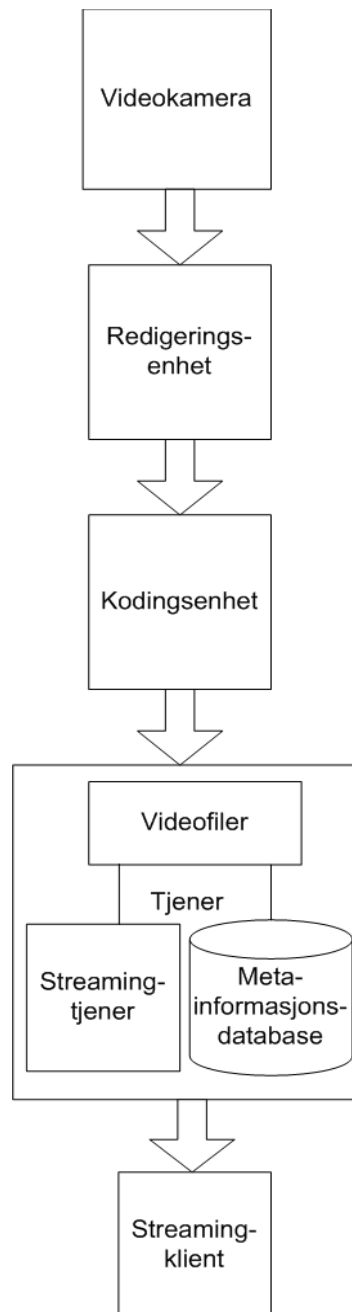 Videokamera
Redigerings-
enhet
Kodingsenhet
Videofiler
Tjener
Streaming-
tjener
Meta-
informasjons-
database
Streaming-
klient